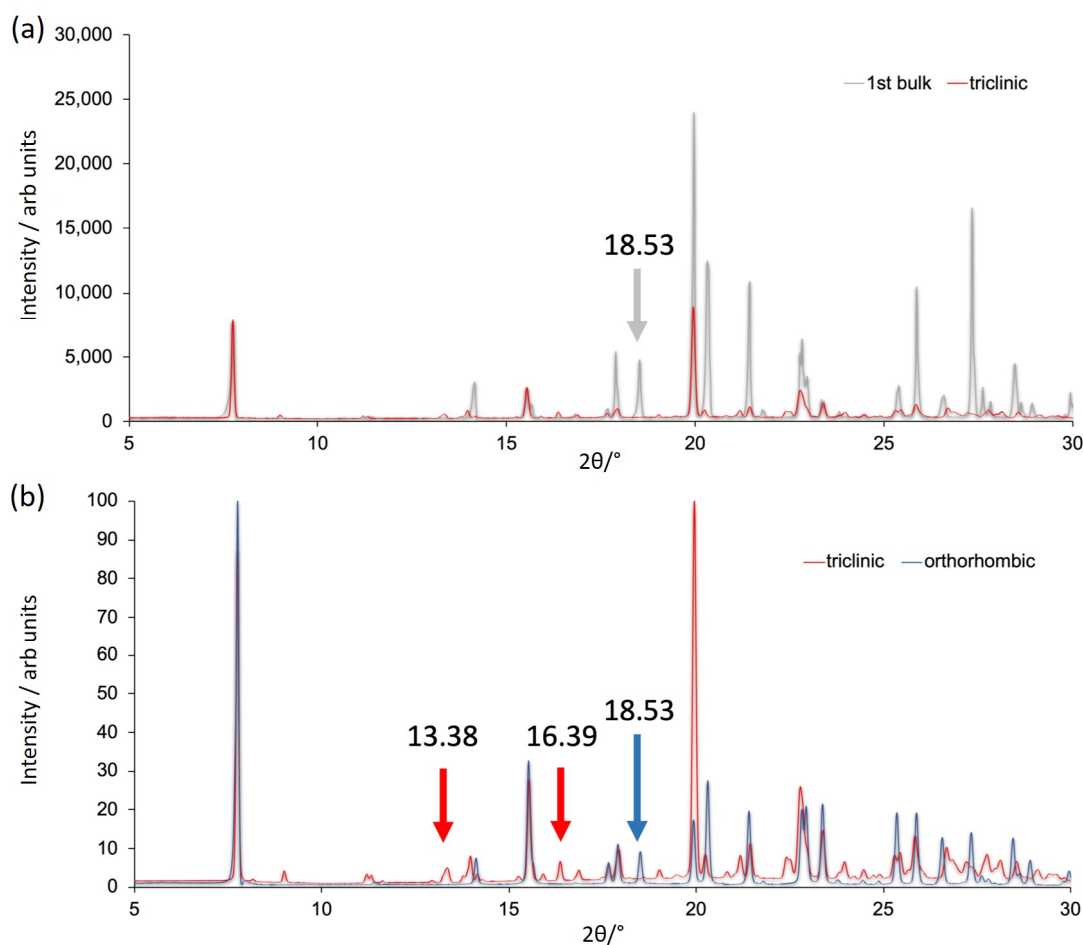 (a)
30,000
25,000
20,000
15,000
10,000
5,000
0
Intensity / arb units
1st bulk triclinic
18.53
5 10 15 20 25 30
2θ/°
(b)
100
90
80
70
60
50
40
30
20
10
0
Intensity / arb units
triclinic orthorhombic
13.38 16.39 18.53
5 10 15 20 25 30
2θ/°